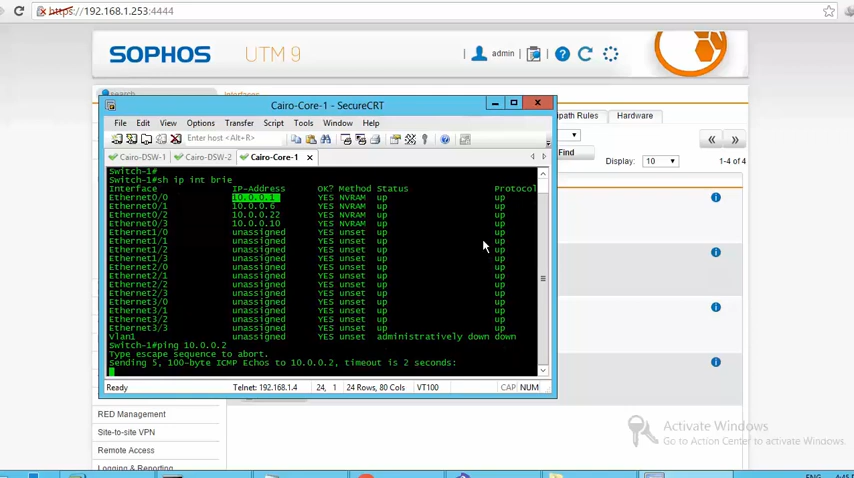 https://192.168.1.253:4444
SOPHOS
UTM 9
admin
search
Interfaces
Cairo-Core-1 - SecureCRT
File Edit View Options Transfer Script Tools Window Help
Enter host <Alt+R>
Cairo-DSW-1 Cairo-DSW-2 Cairo-Core-1
Switch-1#
Switch-1#sh ip int brie
Interface IP-Address OK? Method Status Protocol
Ethernet0/0 10.0.0.1 YES NVRAM up up
Ethernet0/1 10.0.0.6 YES NVRAM up up
Ethernet0/2 10.0.0.22 YES NVRAM up up
Ethernet0/3 10.0.0.10 YES NVRAM up up
Ethernet1/0 unassigned YES unset up up
Ethernet1/1 unassigned YES unset up up
Ethernet1/2 unassigned YES unset up up
Ethernet1/3 unassigned YES unset up up
Ethernet2/0 unassigned YES unset up up
Ethernet2/1 unassigned YES unset up up
Ethernet2/2 unassigned YES unset up up
Ethernet2/3 unassigned YES unset up up
Ethernet3/0 unassigned YES unset up up
Ethernet3/1 unassigned YES unset up up
Ethernet3/2 unassigned YES unset up up
Ethernet3/3 unassigned YES unset up up
Vlan1 unassigned YES unset administratively down down
Switch-1#ping 10.0.0.2
Type escape sequence to abort.
Sending 5, 100-byte ICMP Echos to 10.0.0.2, timeout is 2 seconds:
Ready Telnet: 192.168.1.4 24, 1 24 Rows, 80 Cols VT100 CAP NUM
path Rules Hardware
Find
Display: 10 1-4 of 4
RED Management
Site-to-site VPN
Remote Access
Logging & Reporting
Activate Windows
Go to Action Center to activate Windows.
ENG